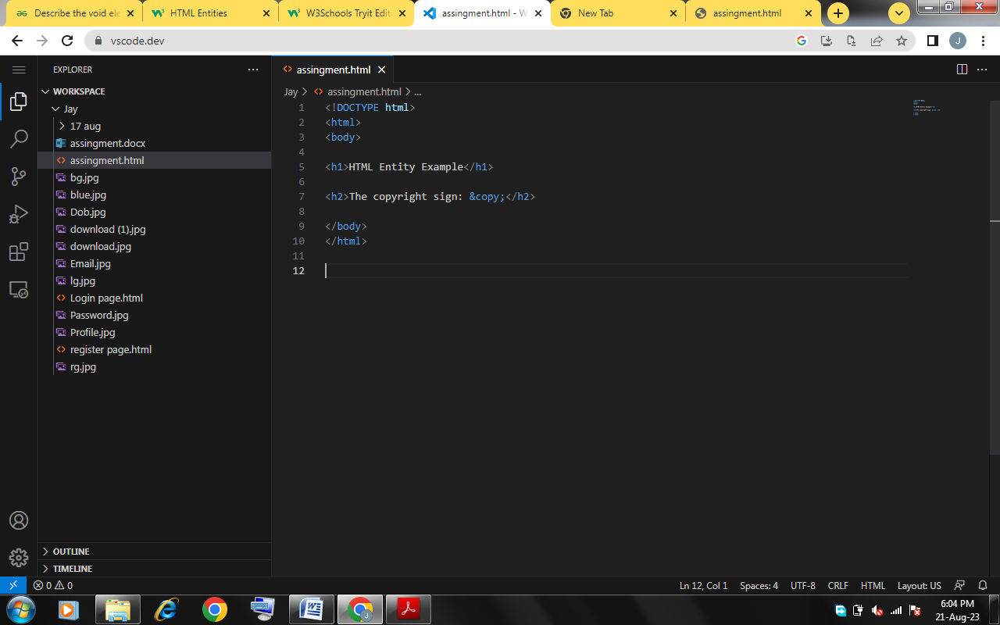 Describe the void ele
HTML Entities
W3Schools Tryit Edit
assingment.html - W
New Tab
assingment.html
vscode.dev
J
EXPLORER
assingment.html
WORKSPACE
Jay > assingment.html > ...
Jay
17 aug
assingment.docx
assingment.html
bg.jpg
blue.jpg
Dob.jpg
download (1).jpg
download.jpg
Email.jpg
lg.jpg
Login page.html
Password.jpg
Profile.jpg
register page.html
rg.jpg
1 <!DOCTYPE html>
2 <html>
3 <body>
4
5 <h1>HTML Entity Example</h1>
6
7 <h2>The copyright sign: &copy;</h2>
8
9 </body>
10 </html>
11
12
OUTLINE
TIMELINE
0 0
Ln 12, Col 1 Spaces: 4 UTF-8 CRLF HTML Layout: US
6:04 PM
21-Aug-23